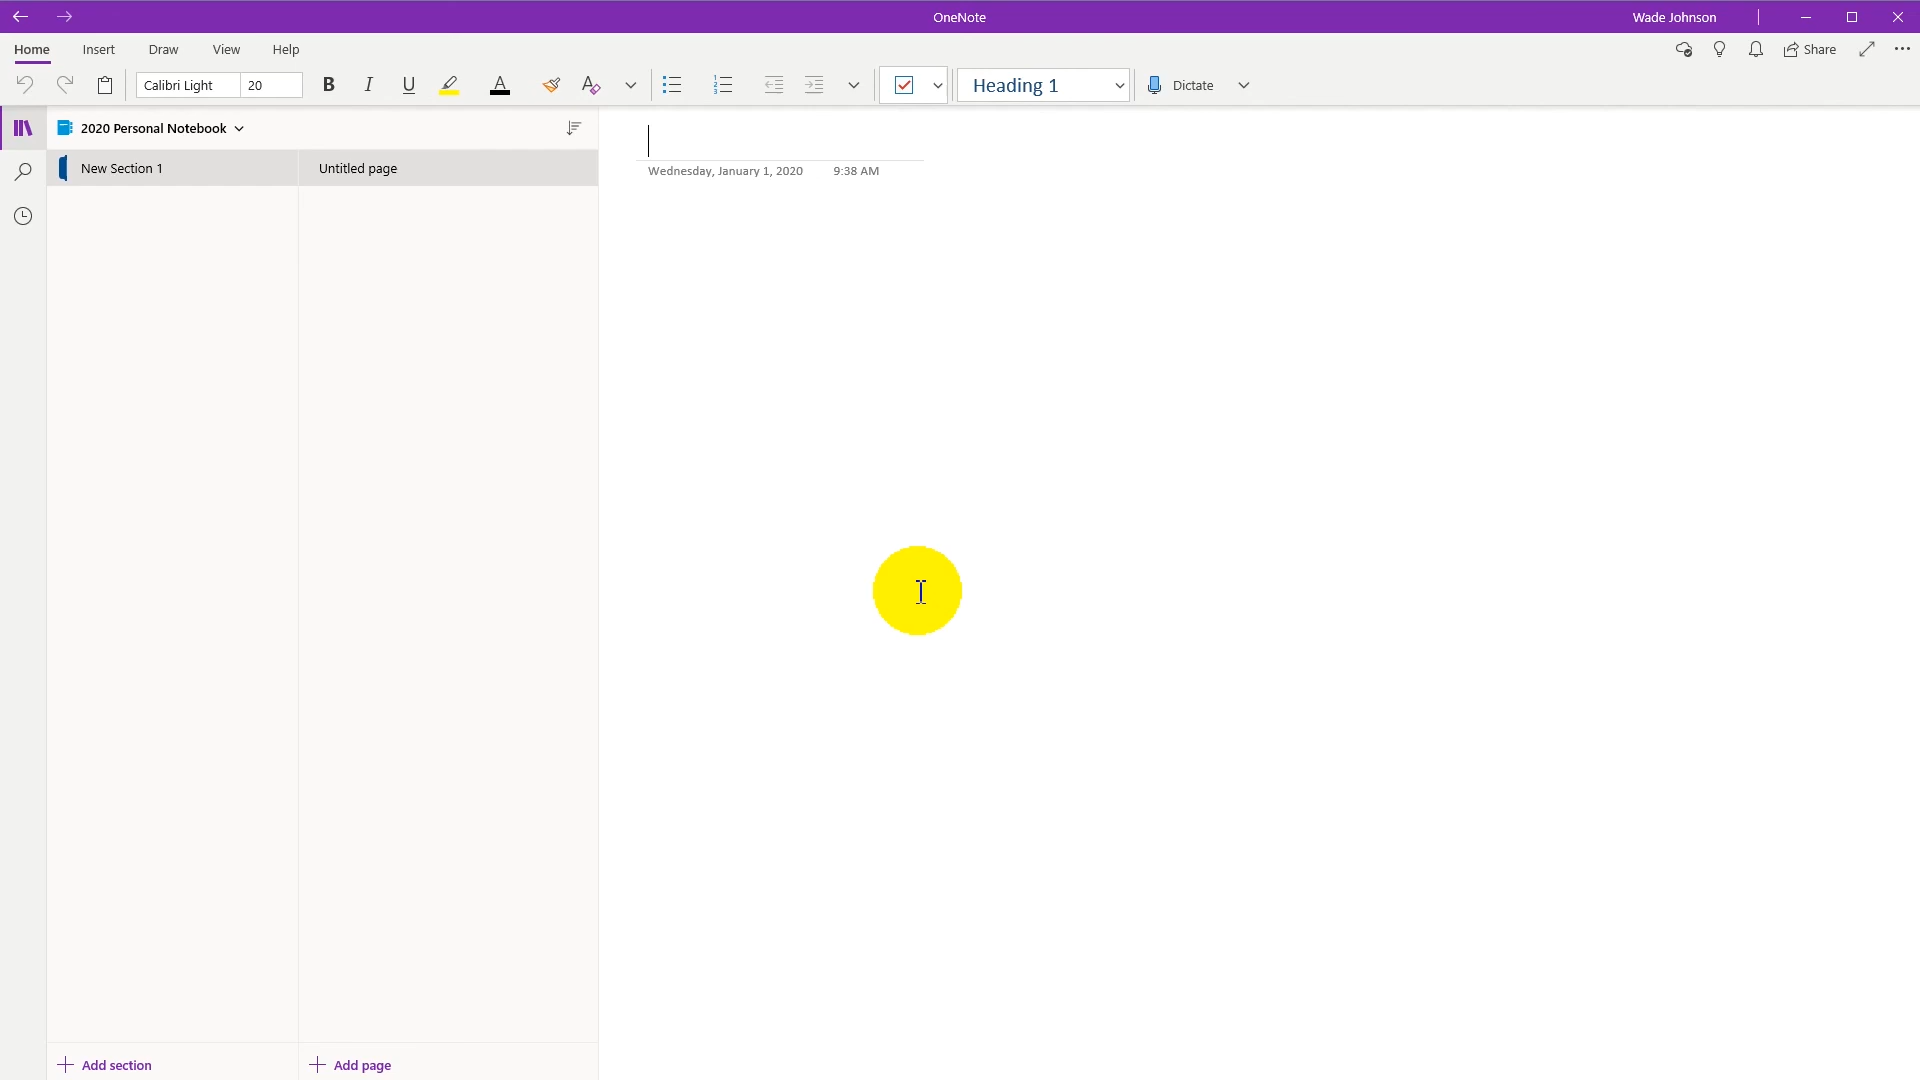 OneNote
Wade Johnson
Home Insert Draw View Help
Share
Calibri Light 20 B I U A A Heading 1 Dictate
2020 Personal Notebook
New Section 1
Untitled page
Wednesday, January 1, 2020 9:38 AM
Add section
Add page